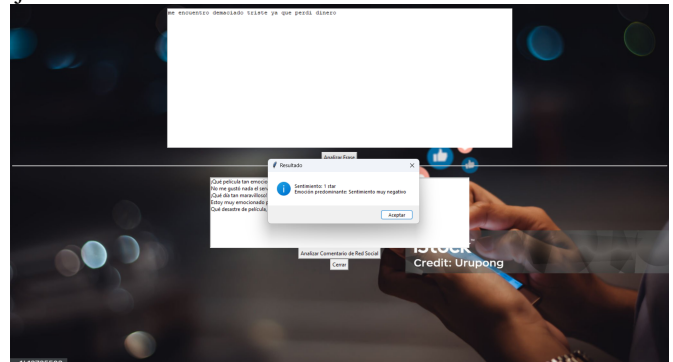 me encuentro demasiado triste ya que perdi dinero
Analizar Frase
Resultado
Sentimiento: 1 star
Emoción predominante: Sentimiento muy negativo
Aceptar
¡Qué película tan emocio
No me gustó nada el ser
¡Qué día tan maravilloso!
Estoy muy emocionado p
Qué desastre de película,
Analizar Comentario de Red Social
Cerrar
iStock
Credit: Urupong